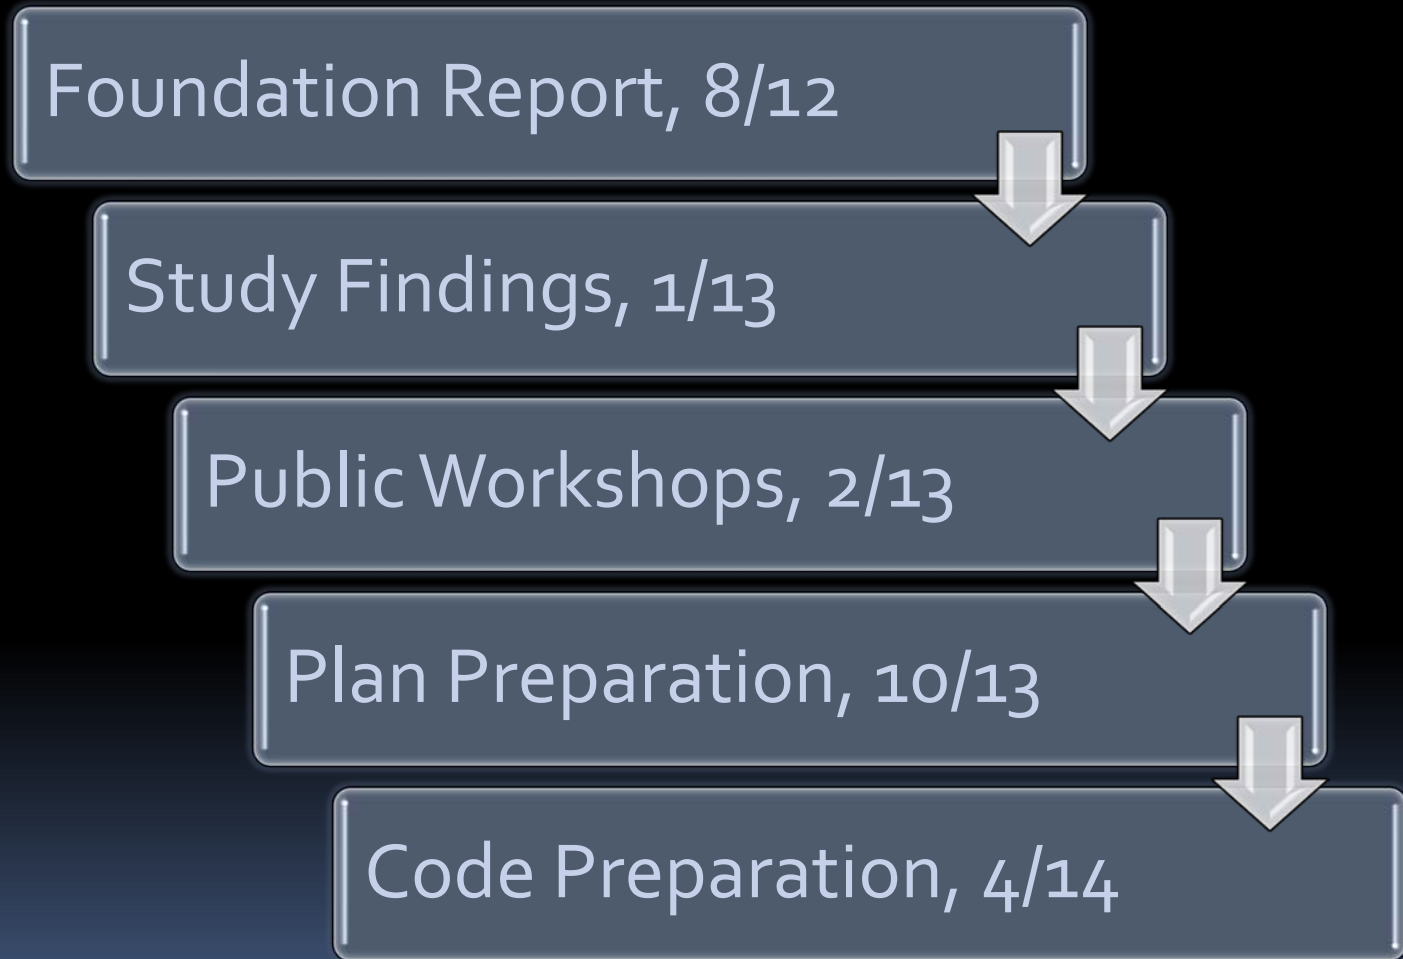 Foundation Report, 8/12
Study Findings, 1/13
Public Workshops, 2/13
Plan Preparation, 10/13
Code Preparation, 4/14